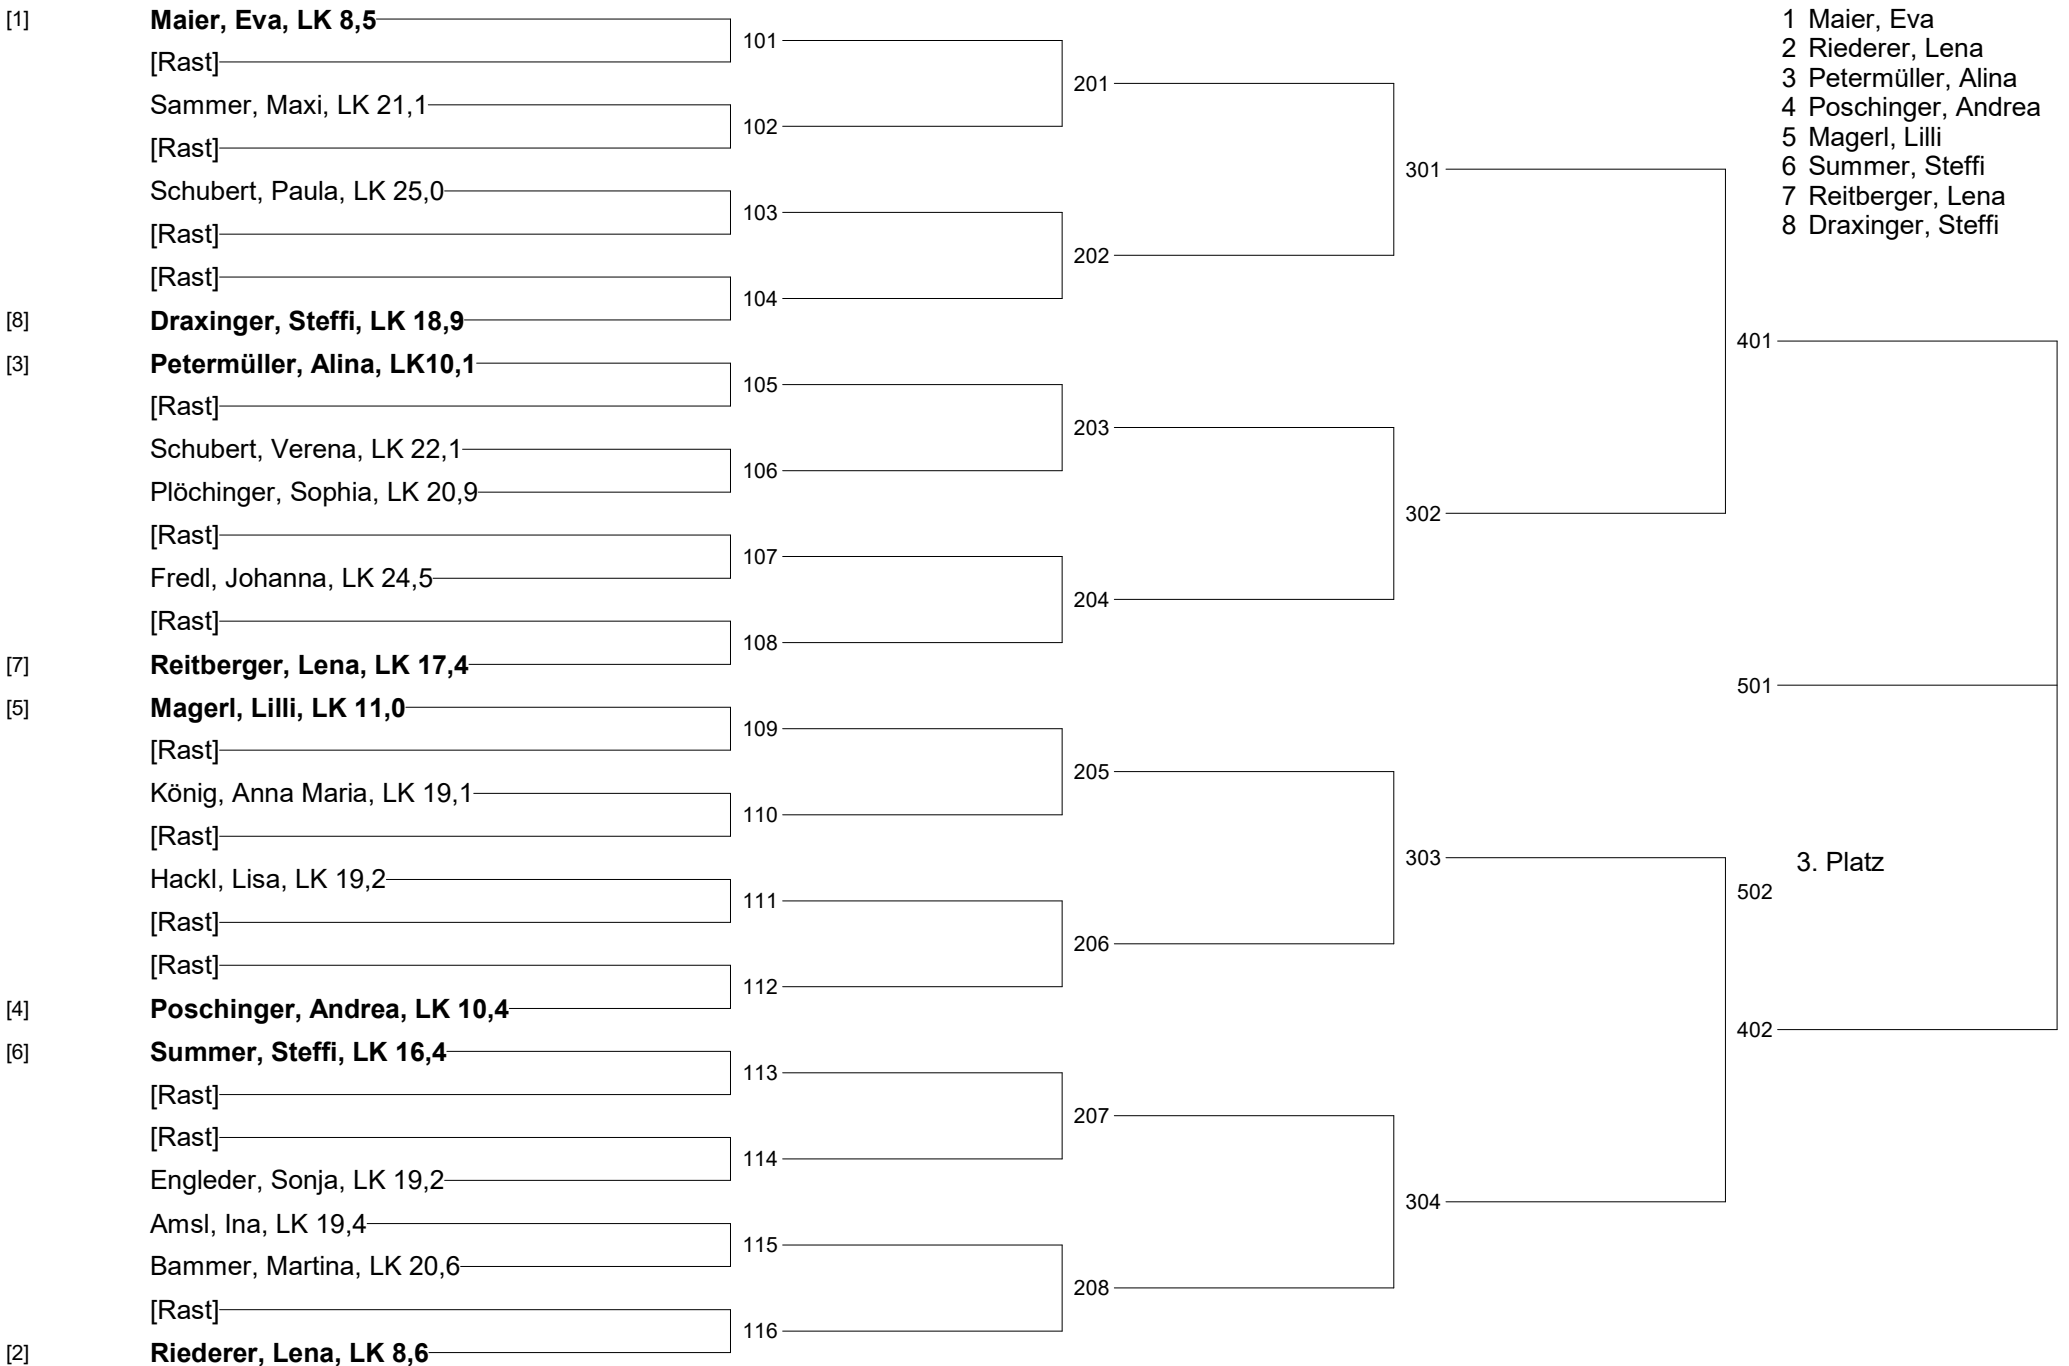 [1] Maier, Eva, LK 8,5
[Rast]
Sammer, Maxi, LK 21,1
[Rast]
Schubert, Paula, LK 25,0
[Rast]
[Rast]
[8] Draxinger, Steffi, LK 18,9
[3] Petermüller, Alina, LK10,1
[Rast]
Schubert, Verena, LK 22,1
Plöchinger, Sophia, LK 20,9
[Rast]
Fredl, Johanna, LK 24,5
[Rast]
[7] Reitberger, Lena, LK 17,4
[5] Magerl, Lilli, LK 11,0
[Rast]
König, Anna Maria, LK 19,1
[Rast]
Hackl, Lisa, LK 19,2
[Rast]
[Rast]
[4] Poschinger, Andrea, LK 10,4
[6] Summer, Steffi, LK 16,4
[Rast]
[Rast]
Engleder, Sonja, LK 19,2
Amsl, Ina, LK 19,4
Bammer, Martina, LK 20,6
[Rast]
[2] Riederer, Lena, LK 8,6
101
102
103
104
105
106
107
108
109
110
111
112
113
114
115
116
201
202
203
204
205
206
207
208
301
302
303
304
401
501
3. Platz
502
402
1 Maier, Eva
2 Riederer, Lena
3 Petermüller, Alina
4 Poschinger, Andrea
5 Magerl, Lilli
6 Summer, Steffi
7 Reitberger, Lena
8 Draxinger, Steffi